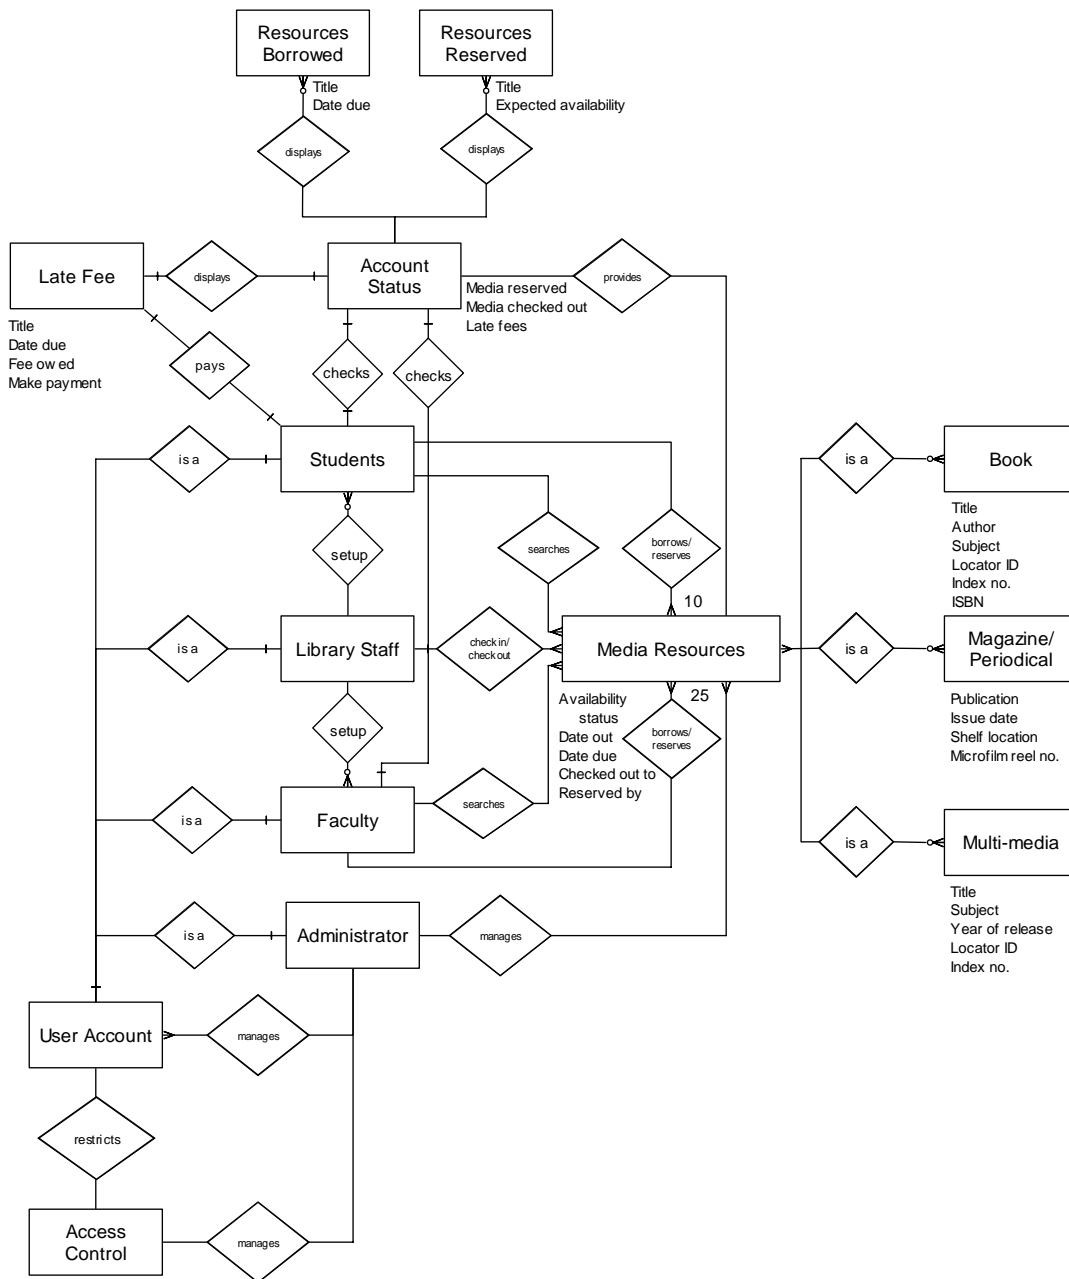 Resources
Borrowed
Resources
Reserved
Title
Date due
Title
Expected availability
displays
displays
Late Fee
displays
Account
Status
provides
Title
Date due
Fee owed
Make payment
Media reserved
Media checked out
Late fees
pays
checks
checks
is a
Students
is a
Book
Title
Author
Subject
Locator ID
Index no.
ISBN
setup
searches
borrows/
reserves
10
is a
Library Staff
check in/
check out
Media Resources
is a
Magazine/
Periodical
Publication
Issue date
Shelf location
Microfilm reel no.
Availability
status
Date out
Date due
Checked out to
Reserved by
25
setup
borrows/
reserves
is a
Faculty
searches
is a
Multi-media
Title
Subject
Year of release
Locator ID
Index no.
is a
Administrator
manages
User Account
manages
restricts
Access
Control
manages